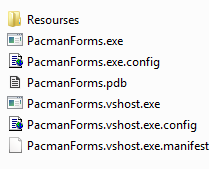 Resourses
PacmanForms.exe
PacmanForms.exe.config
PacmanForms.pdb
PacmanForms.vshost.exe
PacmanForms.vshost.exe.config
PacmanForms.vshost.exe.manifest